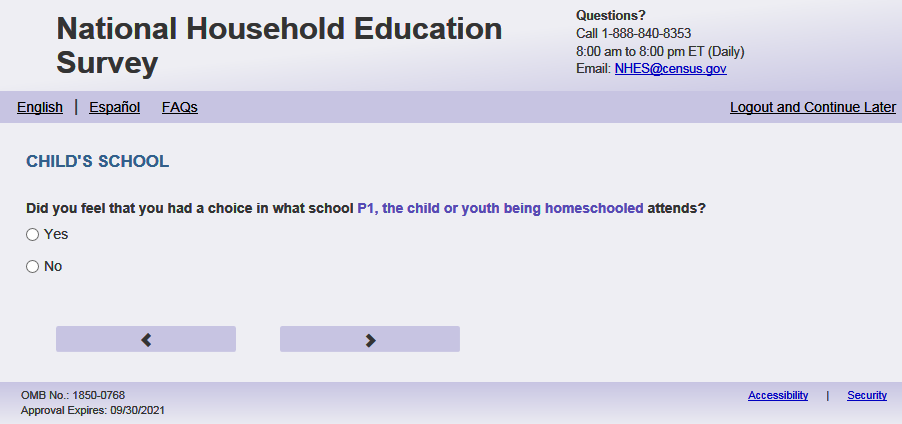 National Household Education
Survey
Questions?
Call 1-888-840-8353
8:00 am to 8:00 pm ET (Daily)
Email: NHES@census.gov
English | Español FAQs
Logout and Continue Later
CHILD'S SCHOOL
Did you feel that you had a choice in what school P1, the child or youth being homeschooled attends?
Yes
No
OMB No.: 1850-0768
Approval Expires: 09/30/2021
Accessibility | Security